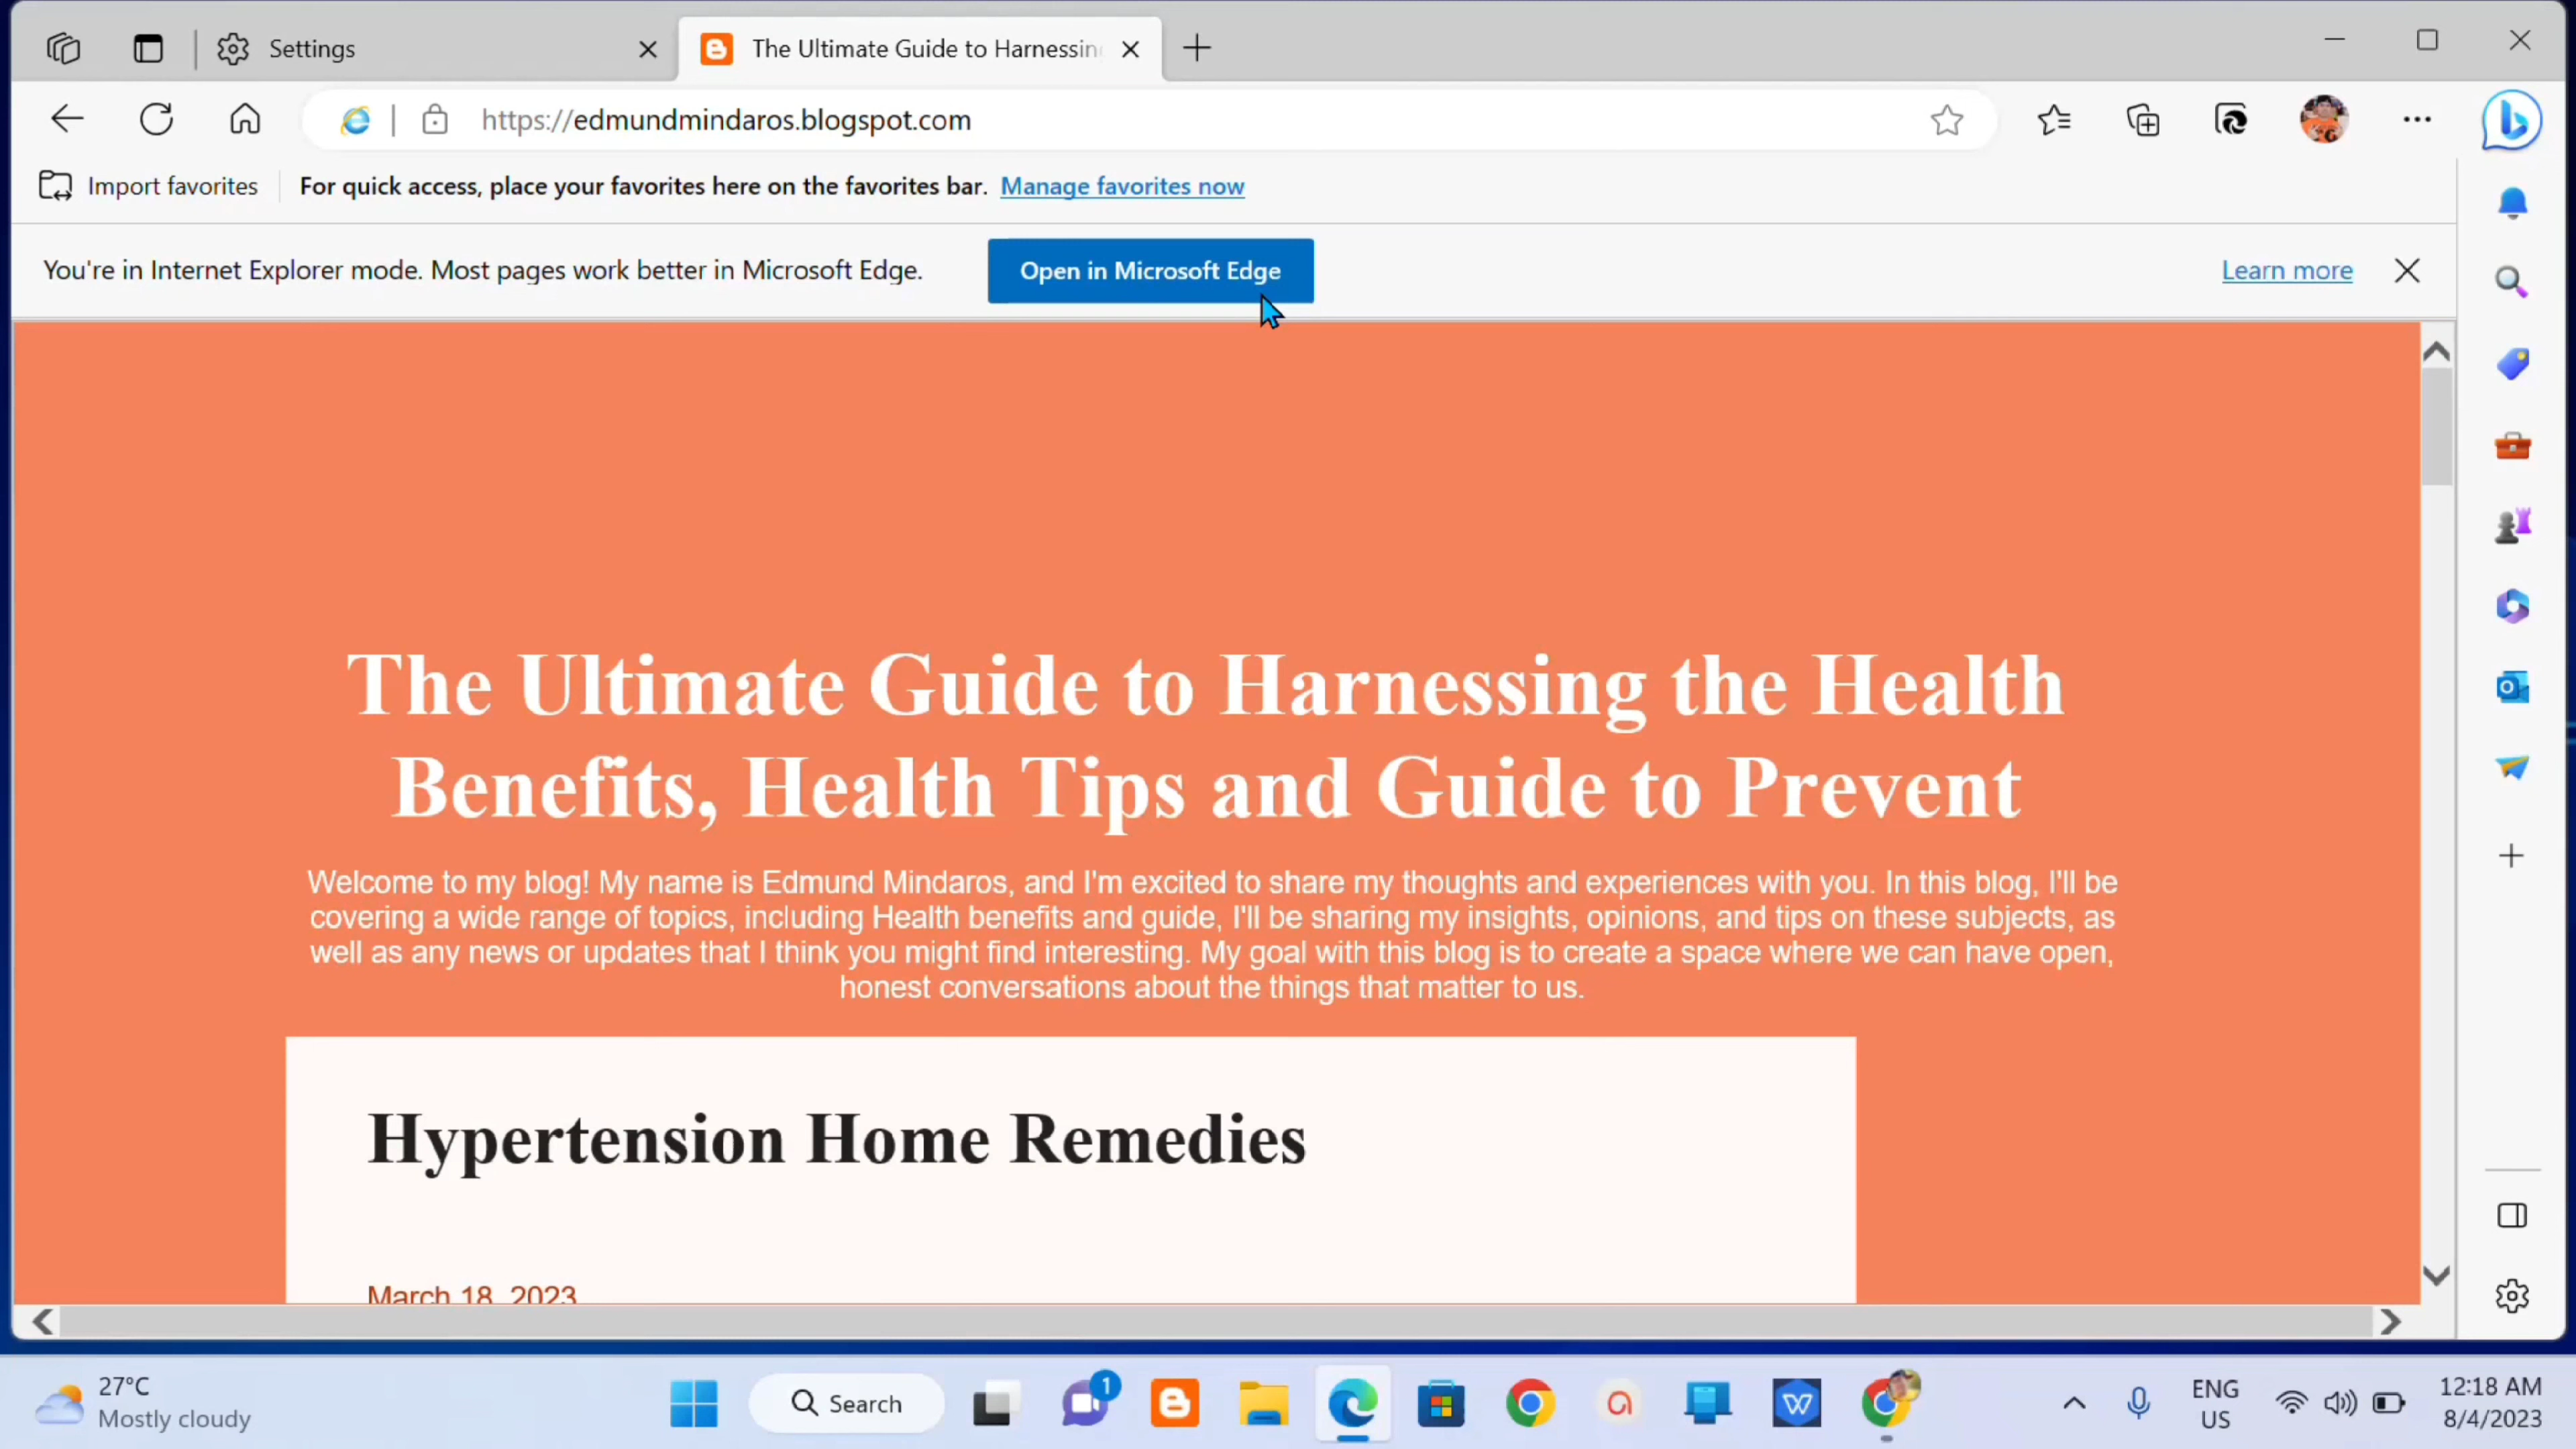 Settings
The Ultimate Guide to Harnessin
https://edmundmindaros.blogspot.com
Import favorites
For quick access, place your favorites here on the favorites bar. Manage favorites now
You're in Internet Explorer mode. Most pages work better in Microsoft Edge.
Open in Microsoft Edge
Learn more
The Ultimate Guide to Harnessing the Health
Benefits, Health Tips and Guide to Prevent
Welcome to my blog! My name is Edmund Mindaros, and I'm excited to share my thoughts and experiences with you. In this blog, I'll be
covering a wide range of topics, including Health benefits and guide, I'll be sharing my insights, opinions, and tips on these subjects, as
well as any news or updates that I think you might find interesting. My goal with this blog is to create a space where we can have open,
honest conversations about the things that matter to us.
Hypertension Home Remedies
March 18, 2023
27°C
Mostly cloudy
Search
1
ENG
US
12:18 AM
8/4/2023